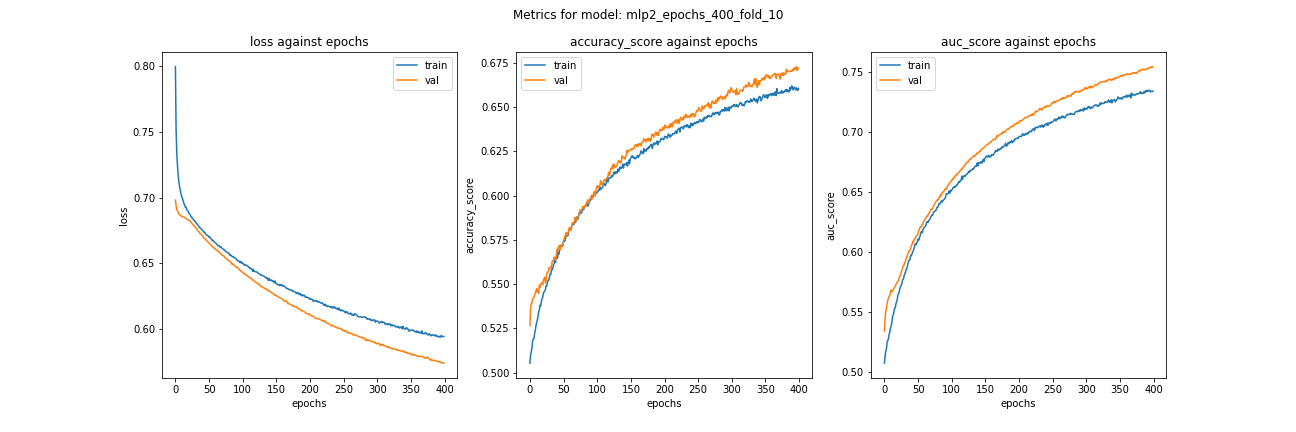 Metrics for model: mlp2_epochs_400_fold_10
loss against epochs
train
val
0.80
0.75
0.70
0.65
0.60
loss
0 50 100 150 200 250 300 350 400
epochs
accuracy_score against epochs
train
val
0.675
0.650
0.625
0.600
0.575
0.550
0.525
0.500
accuracy_score
0 50 100 150 200 250 300 350 400
epochs
auc_score against epochs
train
val
0.75
0.70
0.65
0.60
0.55
0.50
auc_score
0 50 100 150 200 250 300 350 400
epochs